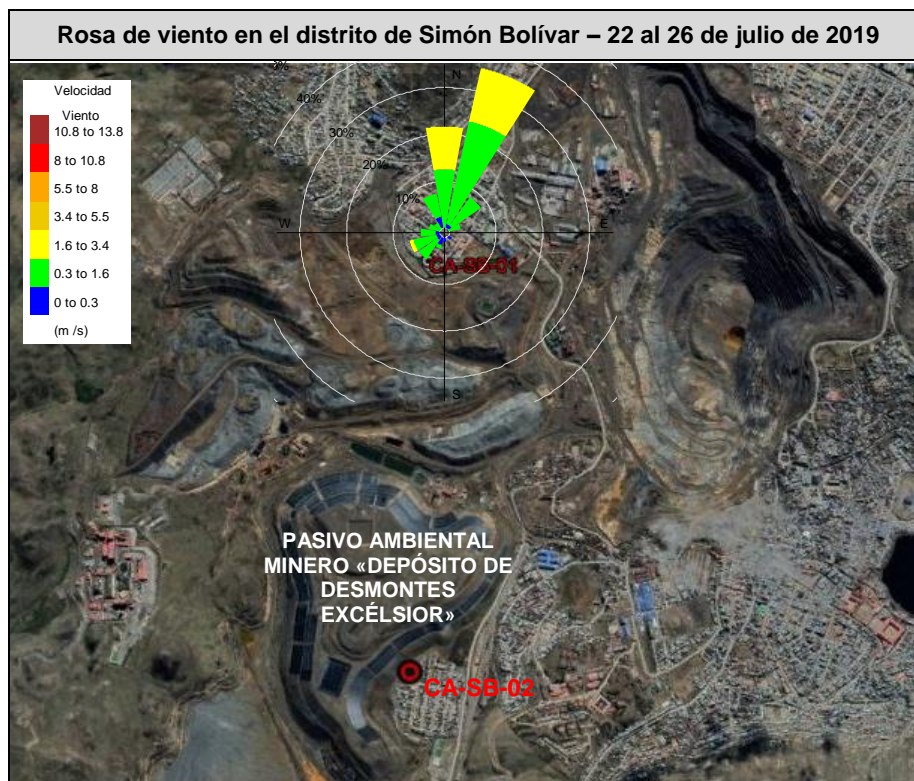 Rosa de viento en el distrito de Simón Bolívar – 22 al 26 de julio de 2019
Velocidad
Viento
10.8 to 13.8
8 to 10.8
5.5 to 8
3.4 to 5.5
1.6 to 3.4
0.3 to 1.6
0 to 0.3
(m /s)
N
40%
30%
20%
10%
W
E
CA-SB-01
S
PASIVO AMBIENTAL
MINERO «DEPÓSITO DE
DESMONTES
EXCÉLSIOR»
CA-SB-02